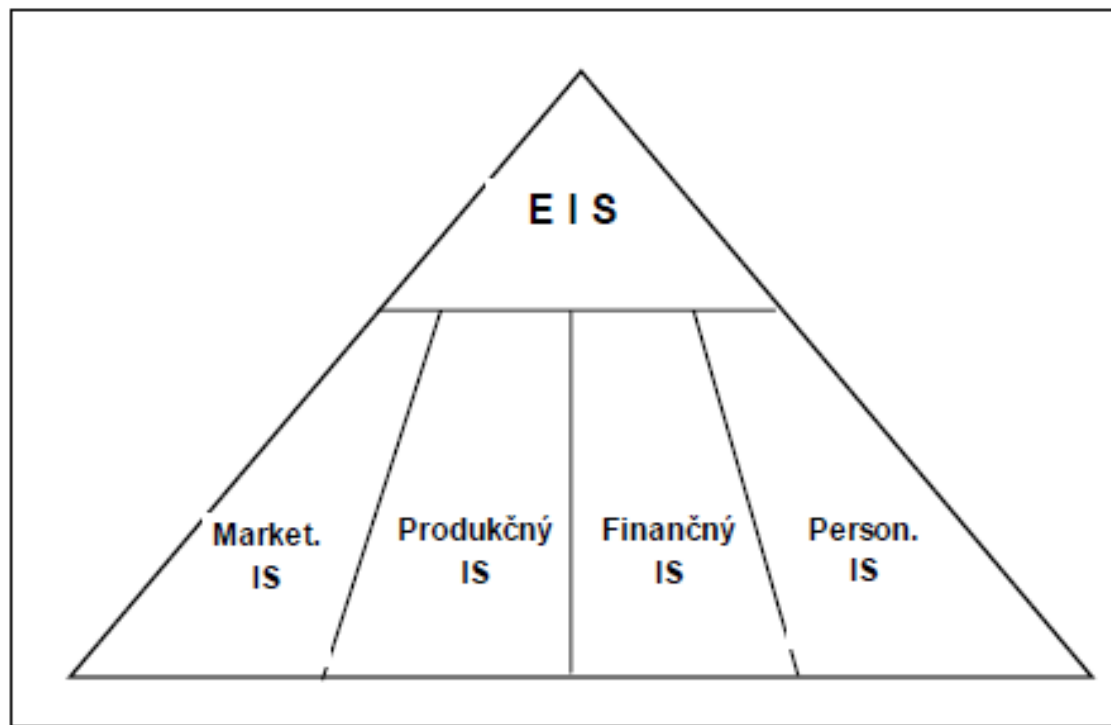 E I S
Market.
IS
Produkčný
IS
Finančný
IS
Person.
IS